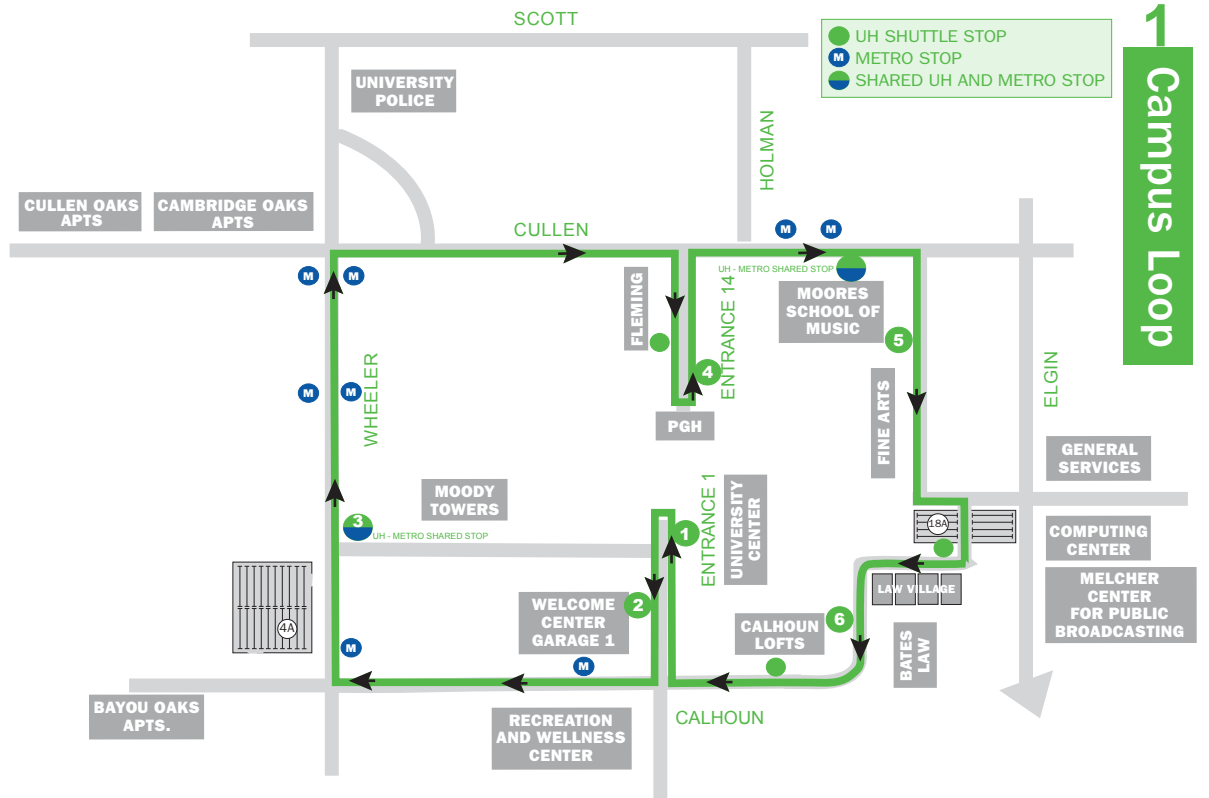 SCOTT
UH SHUTTLE STOP
M METRO STOP
SHARED UH AND METRO STOP
1
Campus Loop
UNIVERSITY
POLICE
HOLMAN
CULLEN OAKS
APTS
CAMBRIDGE OAKS
APTS
CULLEN
M
M
M
M
UH - METRO SHARED STOP
FLEMING
ENTRANCE 14
MOORES
SCHOOL OF
MUSIC
5
4
ELGIN
M
M
WHEELER
PGH
FINE ARTS
GENERAL
SERVICES
MOODY
TOWERS
3
UH - METRO SHARED STOP
1
ENTRANCE 1
UNIVERSITY
CENTER
18A
COMPUTING
CENTER
4A
2
WELCOME
CENTER
GARAGE 1
LAW VILLAGE
MELCHER
CENTER
FOR PUBLIC
BROADCASTING
6
CALHOUN
LOFTS
BATES
LAW
M
M
BAYOU OAKS
APTS.
RECREATION
AND WELLNESS
CENTER
CALHOUN